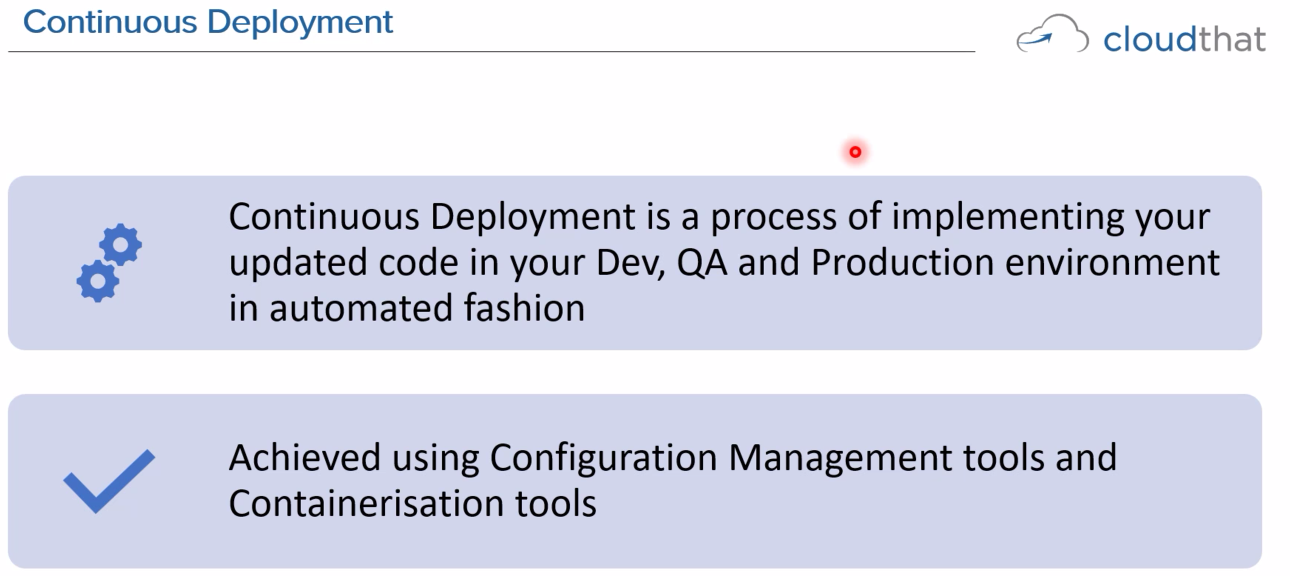 Continuous Deployment
cloudthat
Continuous Deployment is a process of implementing your
updated code in your Dev, QA and Production environment
in automated fashion
Achieved using Configuration Management tools and
Containerisation tools